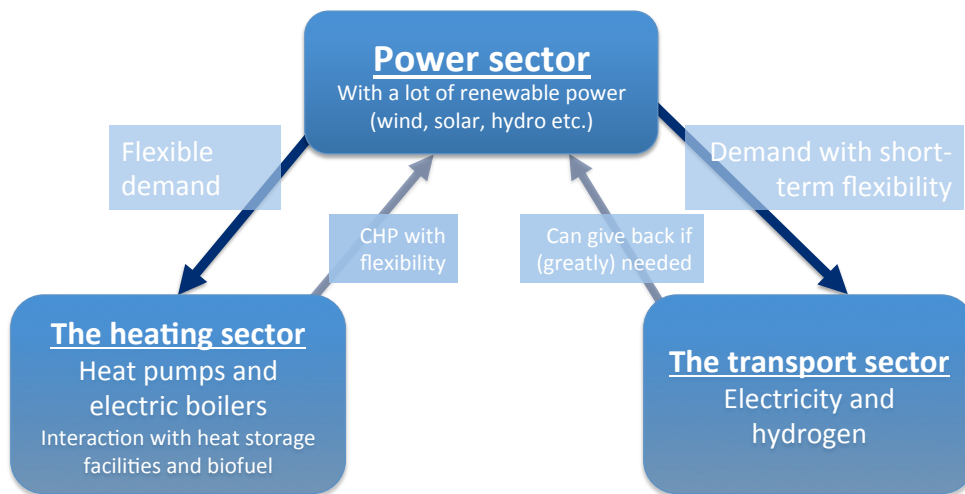 Power sector
With a lot of renewable power
(wind, solar, hydro etc.)
Flexible
demand
Demand with short-
term flexibility
CHP with
flexibility
Can give back if
(greatly) needed
The heating sector
Heat pumps and
electric boilers
Interaction with heat storage
facilities and biofuel
The transport sector
Electricity and
hydrogen